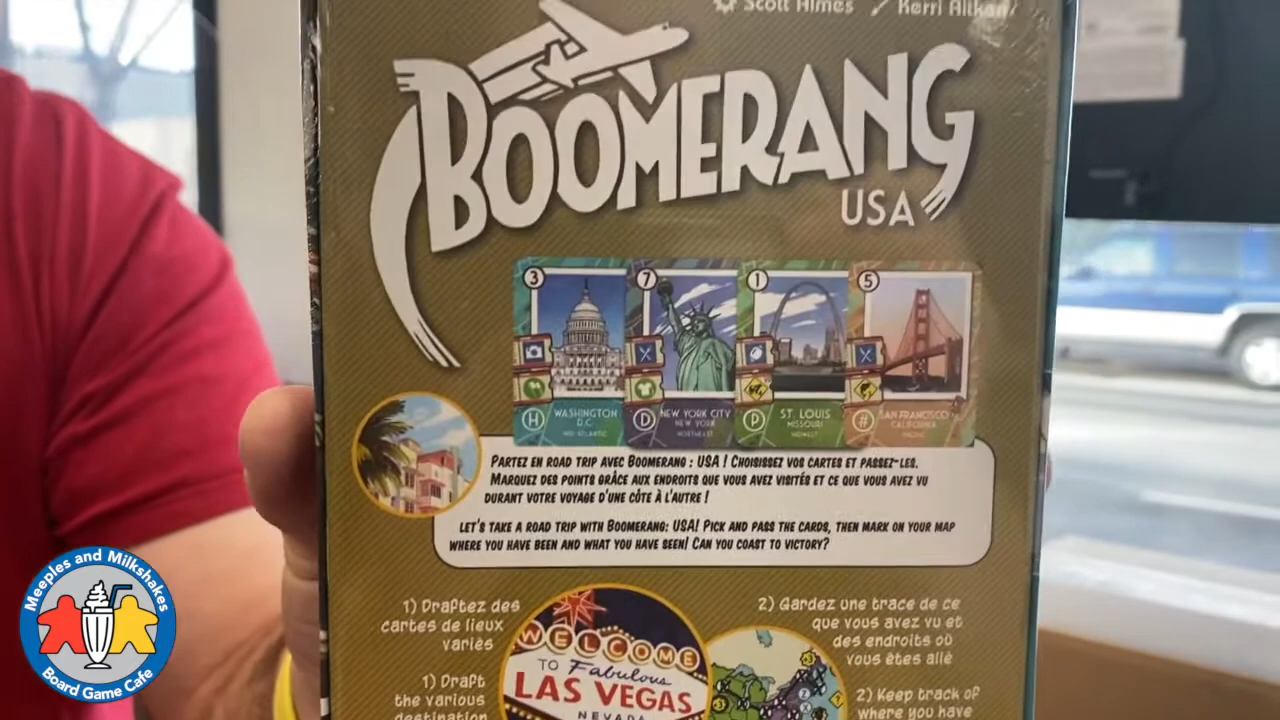 Scott Almes Kerri Aitken
BOOMERANG
USA
3 7 1 5
H WASHINGTON D.C. MID-ATLANTIC
D NEW YORK CITY NEW YORK NORTHEAST
P ST. LOUIS MISSOURI MIDWEST
# SAN FRANCISCO CALIFORNIA PACIFIC
PARTEZ EN ROAD TRIP AVEC BOOMERANG : USA ! CHOISISSEZ VOS CARTES ET PASSEZ-LES.
MARQUEZ DES POINTS GRÂCE AUX ENDROITS QUE VOUS AVEZ VISITÉS ET CE QUE VOUS AVEZ VU
DURANT VOTRE VOYAGE D'UNE CÔTE À L'AUTRE !
LET'S TAKE A ROAD TRIP WITH BOOMERANG: USA! PICK AND PASS THE CARDS, THEN MARK ON YOUR MAP
WHERE YOU HAVE BEEN AND WHAT YOU HAVE SEEN! CAN YOU COAST TO VICTORY?
1) Draftez des
cartes de lieux
variés
1) Draft
the various
destination
WELCOME
TO Fabulous
LAS VEGAS
NEVADA
2) Gardez une trace de ce
que vous avez vu et
des endroits où
vous êtes allé
2) Keep track of
where you have
Meeples and Milkshakes
Board Game Cafe